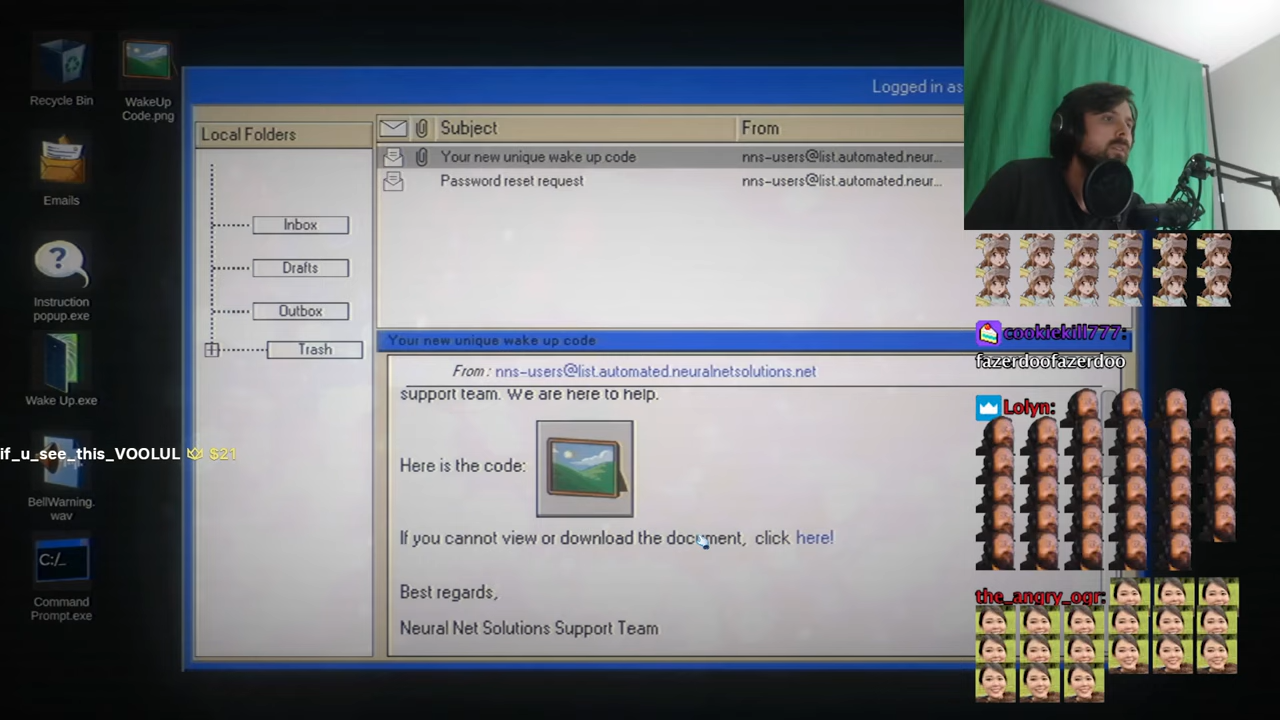 Recycle Bin
WakeUp
Code.png
Emails
Instruction
popup.exe
Wake Up.exe
if_u_see_this_VOOLUL $21
BellWarning.
wav
C:/_
Command
Prompt.exe
Logged in as
Local Folders
Inbox
Drafts
Outbox
Trash
Subject From
Your new unique wake up code nns-users@list.automated.neur...
Password reset request nns-users@list.automated.neur...
Your new unique wake up code
From: nns-users@list.automated.neuralnetsolutions.net
support team. We are here to help.
Here is the code:
If you cannot view or download the document, click here!
Best regards,
Neural Net Solutions Support Team
cookiekill777:
fazerdoofazerdoo
Lolyn:
the_angry_ogr: